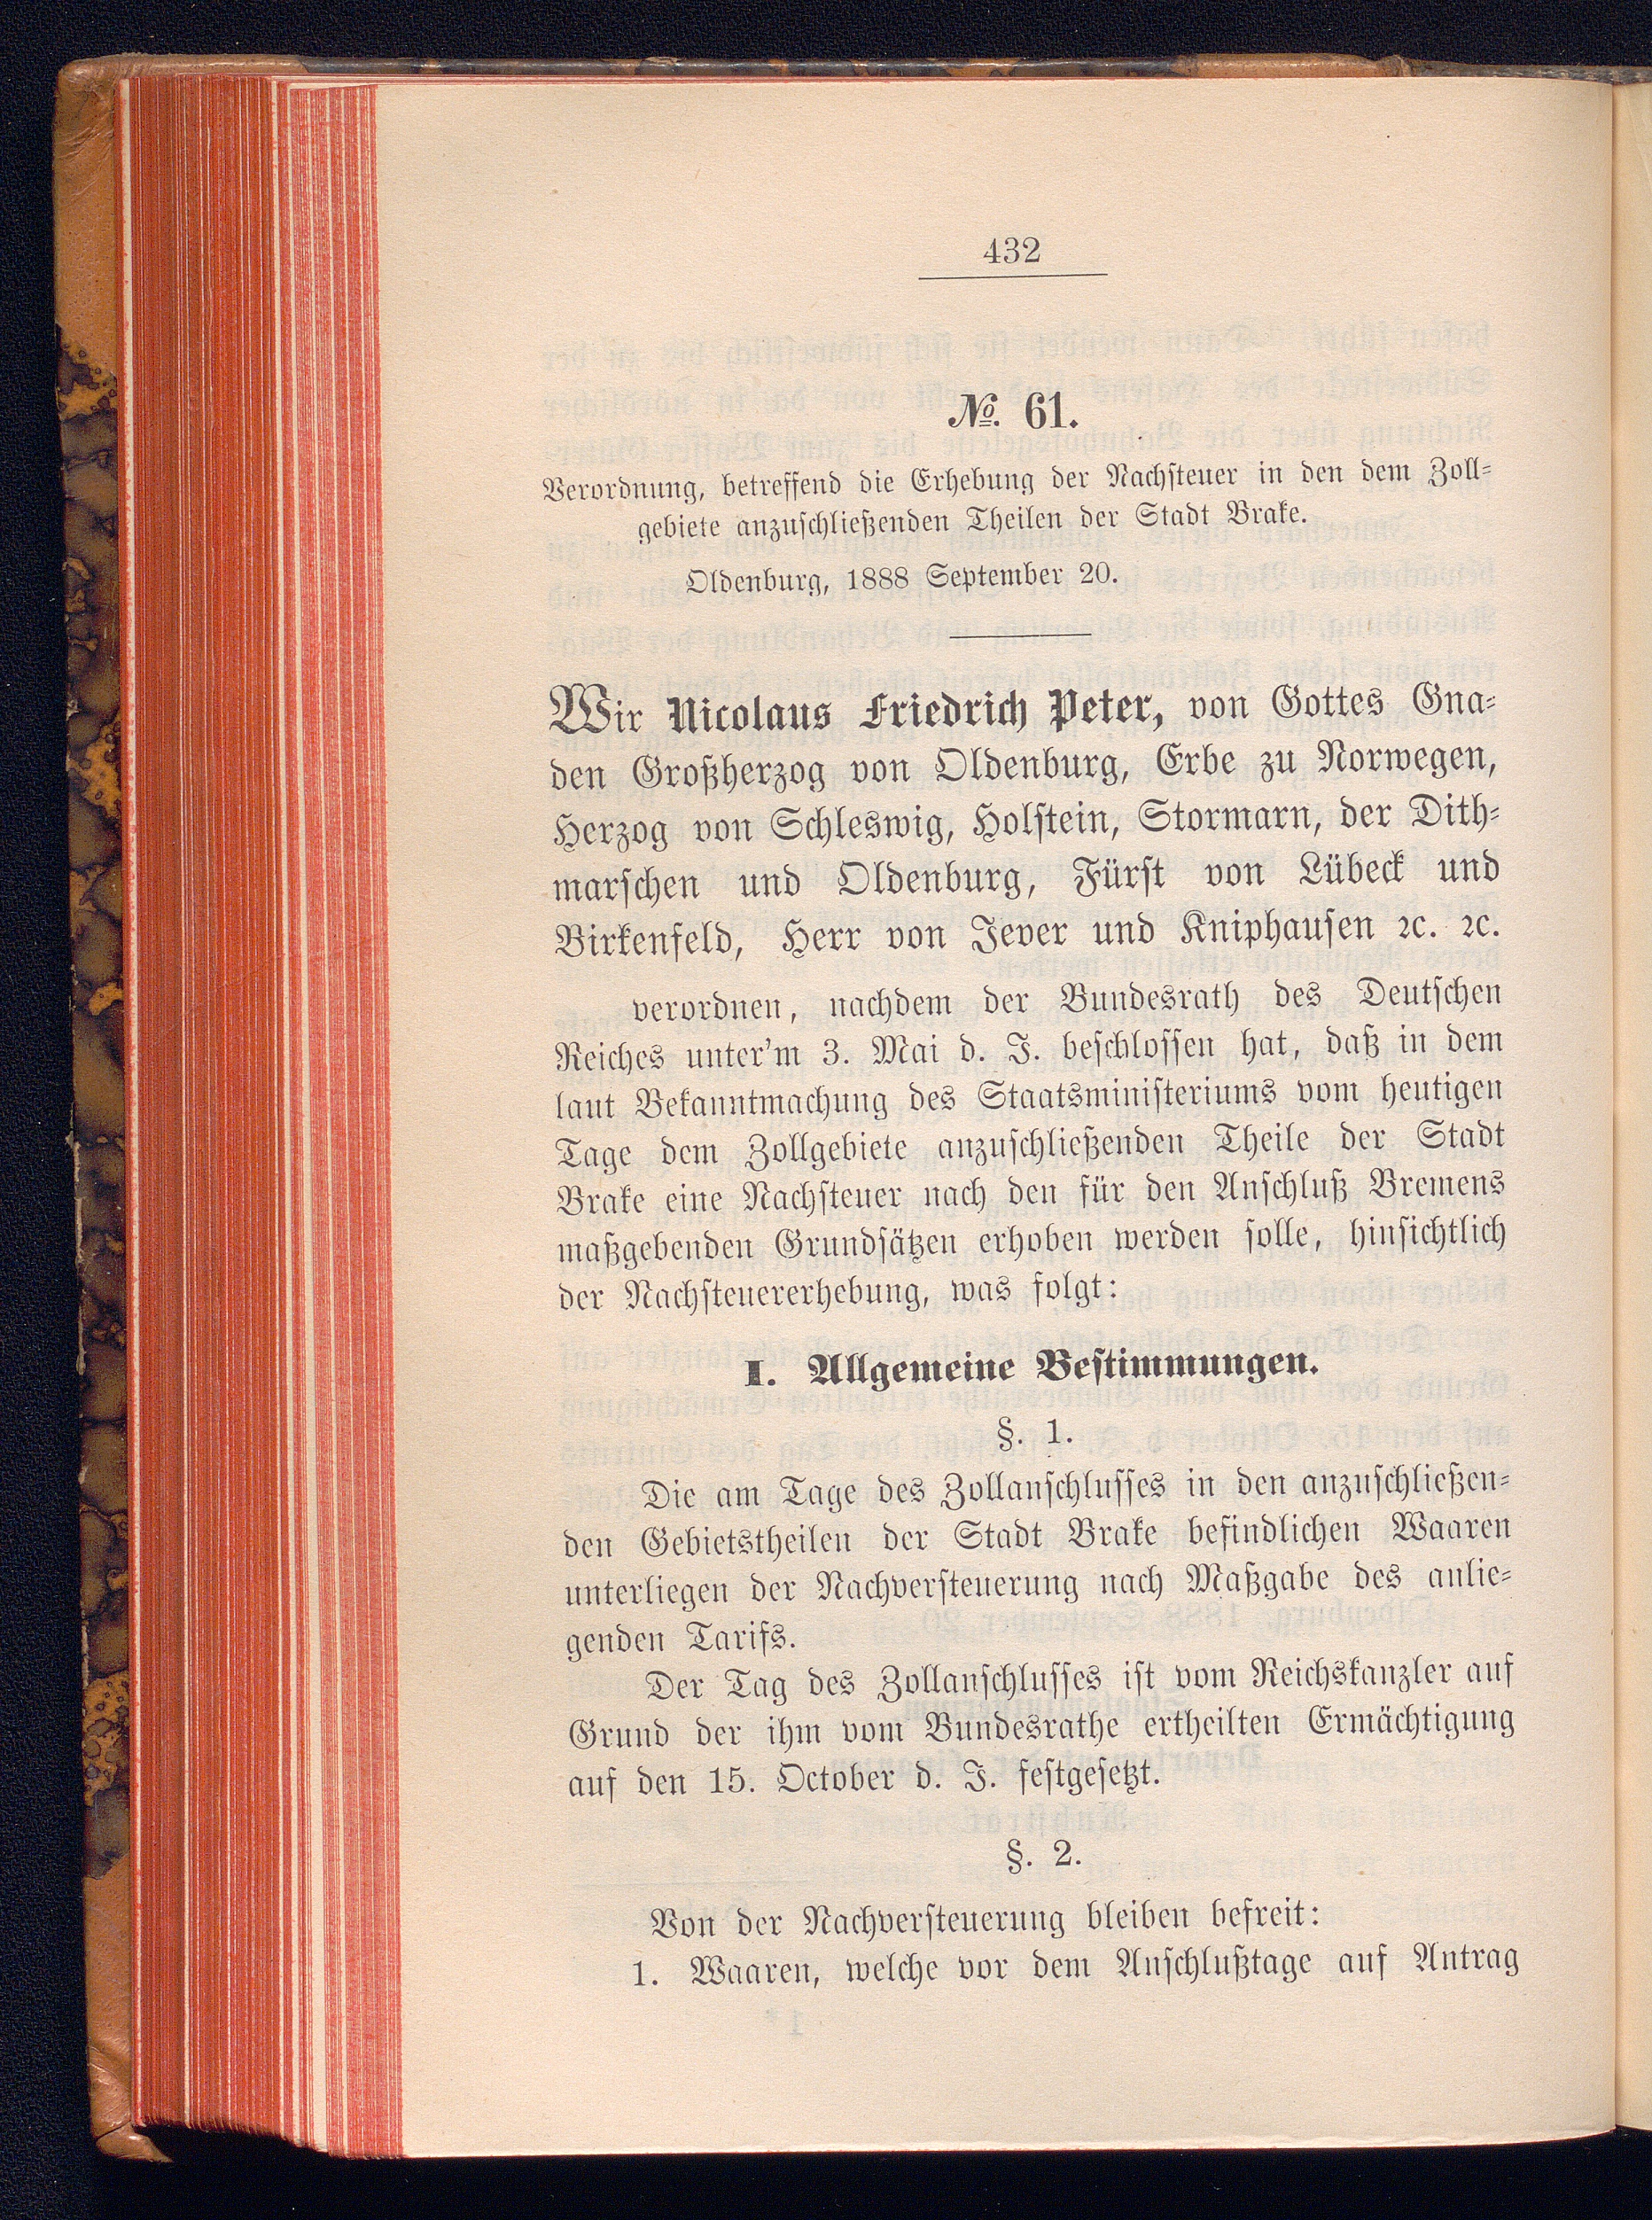 432
№. 61.
Verordnung, betreffend die Erhebung der Nachsteuer in den dem Zoll-
gebiete anzuschließenden Theilen der Stadt Brake.
Oldenburg, 1888 September 20.
Wir Nicolaus Friedrich Peter, von Gottes Gna-
den Großherzog von Oldenburg, Erbe zu Norwegen,
Herzog von Schleswig, Holstein, Stormarn, der Dith-
marschen und Oldenburg, Fürst von Lübeck und
Birkenfeld, Herr von Jever und Kniphausen ꝛc. ꝛc.
verordnen, nachdem der Bundesrath des Deutschen
Reiches unter'm 3. Mai d. J. beschlossen hat, daß in dem
laut Bekanntmachung des Staatsministeriums vom heutigen
Tage dem Zollgebiete anzuschließenden Theile der Stadt
Brake eine Nachsteuer nach den für den Anschluß Bremens
maßgebenden Grundsätzen erhoben werden solle, hinsichtlich
der Nachsteuererhebung, was folgt:
I. Allgemeine Bestimmungen.
§. 1.
Die am Tage des Zollanschlusses in den anzuschließen-
den Gebietstheilen der Stadt Brake befindlichen Waaren
unterliegen der Nachversteuerung nach Maßgabe des anlie-
genden Tarifs.
Der Tag des Zollanschlusses ist vom Reichskanzler auf
Grund der ihm vom Bundesrathe ertheilten Ermächtigung
auf den 15. October d. J. festgesetzt.
§. 2.
Von der Nachversteuerung bleiben befreit:
1. Waaren, welche vor dem Anschlußtage auf Antrag